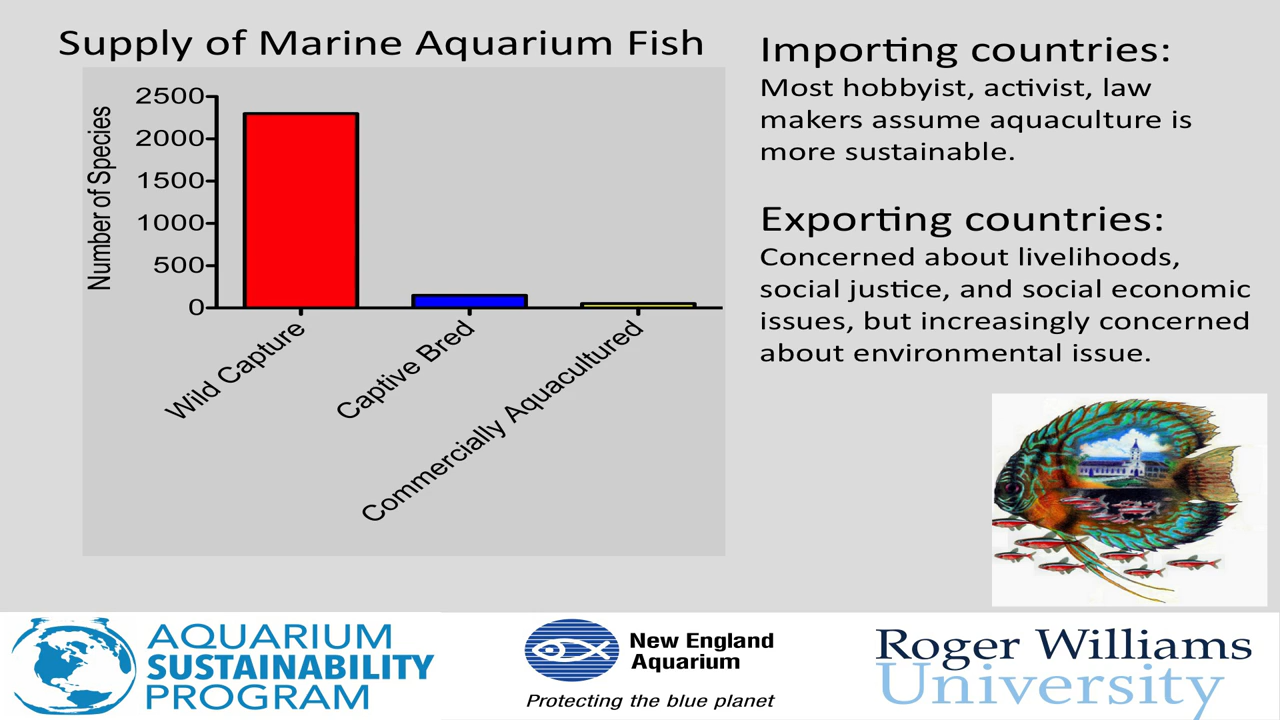 Supply of Marine Aquarium Fish
Number of Species
2500
2000
1500
1000
500
0
Wild Capture
Captive Bred
Commercially Aquacultured
Importing countries:
Most hobbyist, activist, law
makers assume aquaculture is
more sustainable.
Exporting countries:
Concerned about livelihoods,
social justice, and social economic
issues, but increasingly concerned
about environmental issue.
AQUARIUM
SUSTAINABILITY
PROGRAM
New England
Aquarium
Protecting the blue planet
Roger Williams
University